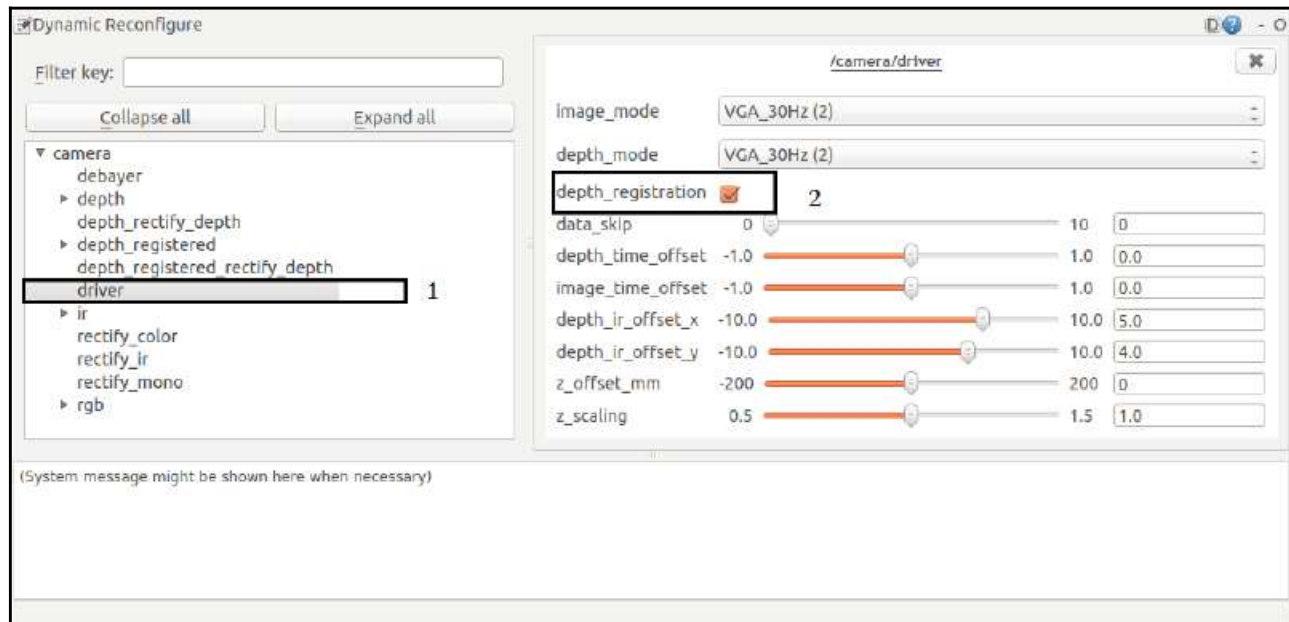 Dynamic Reconfigure
D ? - O
Filter key:
Collapse all Expand all
camera
debayer
depth
depth_rectify_depth
depth_registered
depth_registered_rectify_depth
driver 1
ir
rectify_color
rectify_ir
rectify_mono
rgb
/camera/driver
image_mode VGA_30Hz (2)
depth_mode VGA_30Hz (2)
depth_registration 2
data_skip 0 10 0
depth_time_offset -1.0 1.0 0.0
image_time_offset -1.0 1.0 0.0
depth_ir_offset_x -10.0 10.0 5.0
depth_ir_offset_y -10.0 10.0 4.0
z_offset_mm -200 200 0
z_scaling 0.5 1.5 1.0
(System message might be shown here when necessary)